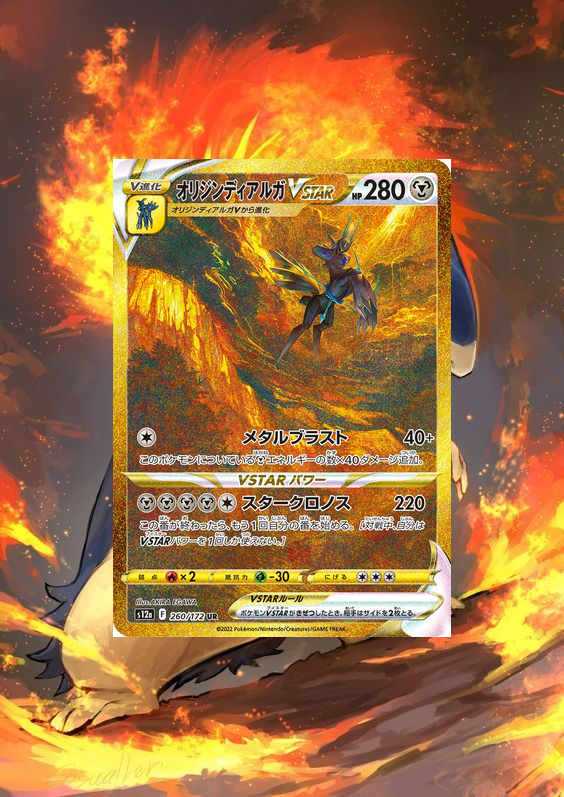 V進化
オリジンディアルガVSTAR HP 280
オリジンディアルガVから進化
メタルブラスト 40+
このポケモンについているエネルギーの数×40ダメージ追加。
VSTARパワー
スタークロノス 220
この番が終わったら、もう1回自分の番を始める。[対戦中、自分は
VSTARパワーを1回しか使えない。]
弱点 ×2 抵抗力 -30 にげる
Illus. AKIRA EGAWA
VSTARルール
ポケモンVSTARがきぜつしたとき、相手はサイドを2枚とる。
s12a F 260/172 UR
©2022 Pokémon/Nintendo/Creatures/GAME FREAK.